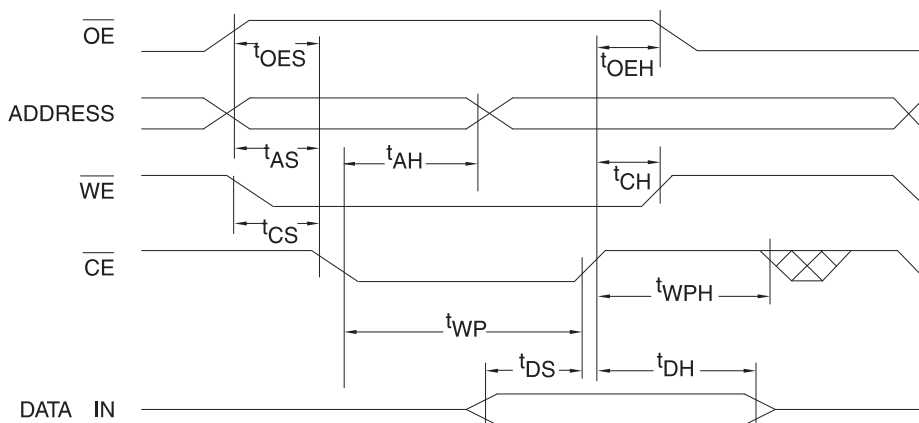 OE
tOES
tOEH
ADDRESS
tAS
tAH
tCH
WE
tCS
CE
tWPH
tWP
tDS
tDH
DATA IN